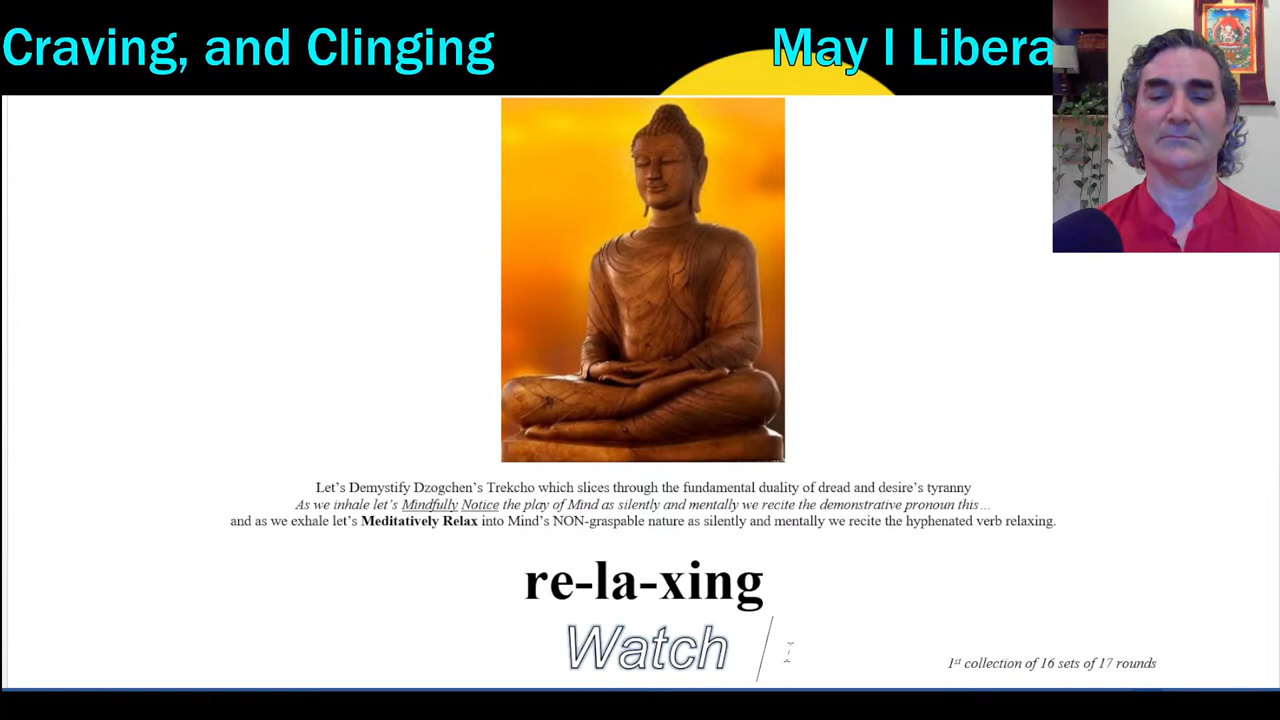 Craving, and Clinging
May I Libera
Let's Demystify Dzogchen's Trekcho which slices through the fundamental duality of dread and desire's tyranny
As we inhale let's Mindfully Notice the play of Mind as silently and mentally we recite the demonstrative pronoun this…
and as we exhale let's Meditatively Relax into Mind's NON-graspable nature as silently and mentally we recite the hyphenated verb relaxing.
re-la-xing
Watch
1st collection of 16 sets of 17 rounds